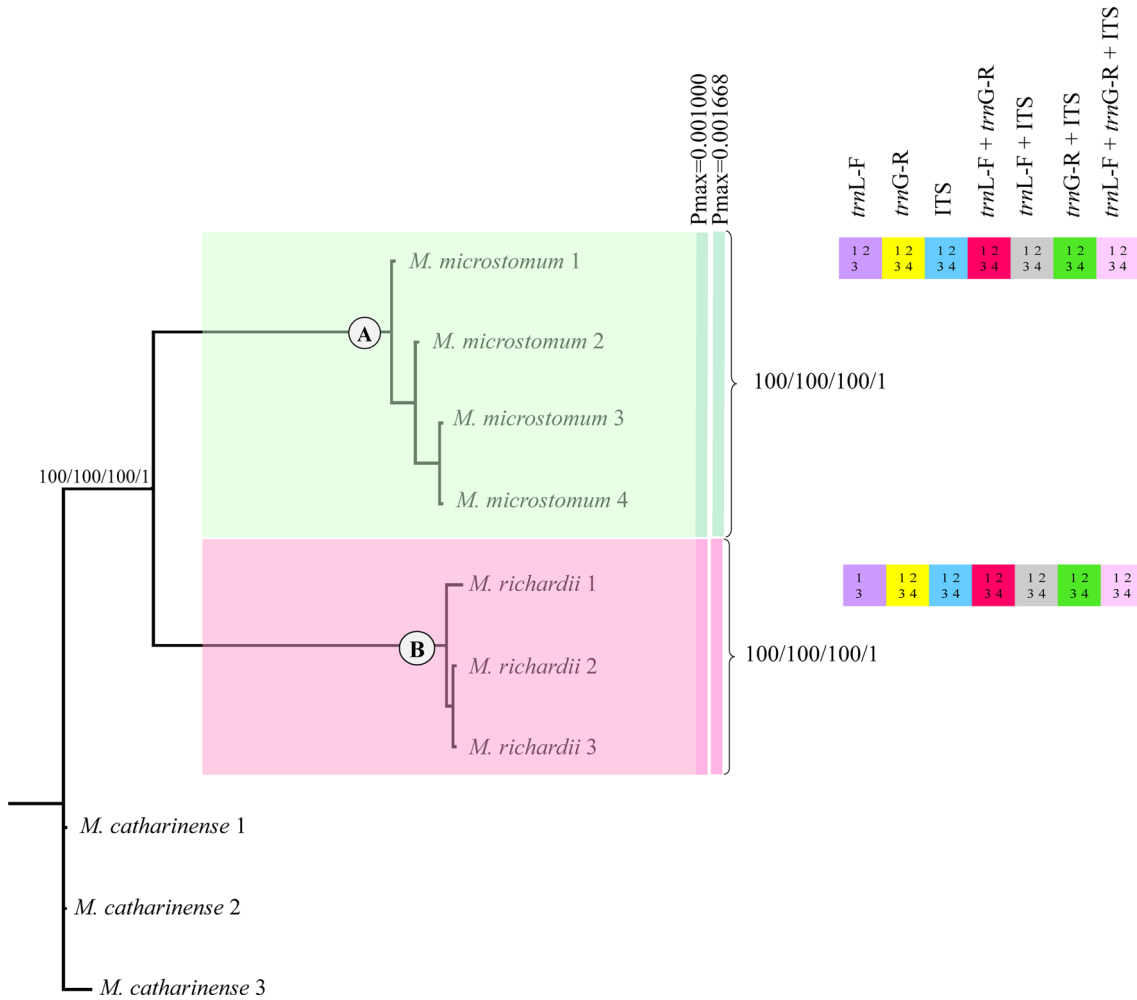 Pmax=0.001000
Pmax=0.001668
trnL-F
trnG-R
ITS
trnL-F + trnG-R
trnL-F + ITS
trnG-R + ITS
trnL-F + trnG-R + ITS
1 2 1 2 1 2 1 2 1 2 1 2 1 2
3 3 4 3 4 3 4 3 4 3 4 3 4
M. microstomum 1
A
M. microstomum 2
100/100/100/1
M. microstomum 3
100/100/100/1
M. microstomum 4
1 1 2 1 2 1 2 1 2 1 2 1 2
3 3 4 3 4 3 4 3 4 3 4 3 4
M. richardii 1
B
100/100/100/1
M. richardii 2
M. richardii 3
M. catharinense 1
M. catharinense 2
M. catharinense 3